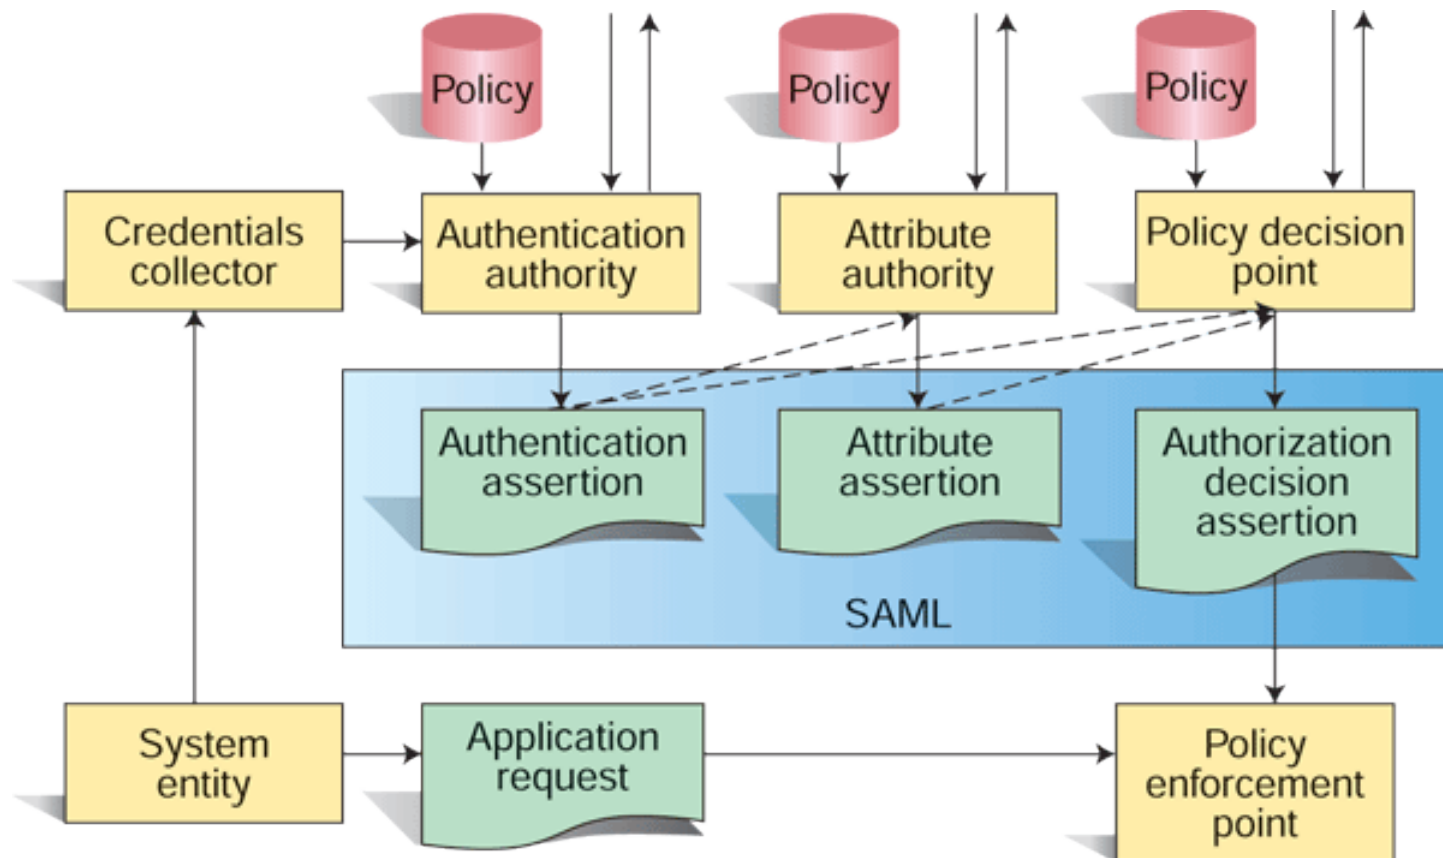 Policy
Policy
Policy
Credentials
collector
Authentication
authority
Attribute
authority
Policy decision
point
Authentication
assertion
Attribute
assertion
Authorization
decision
assertion
SAML
System
entity
Application
request
Policy
enforcement
point